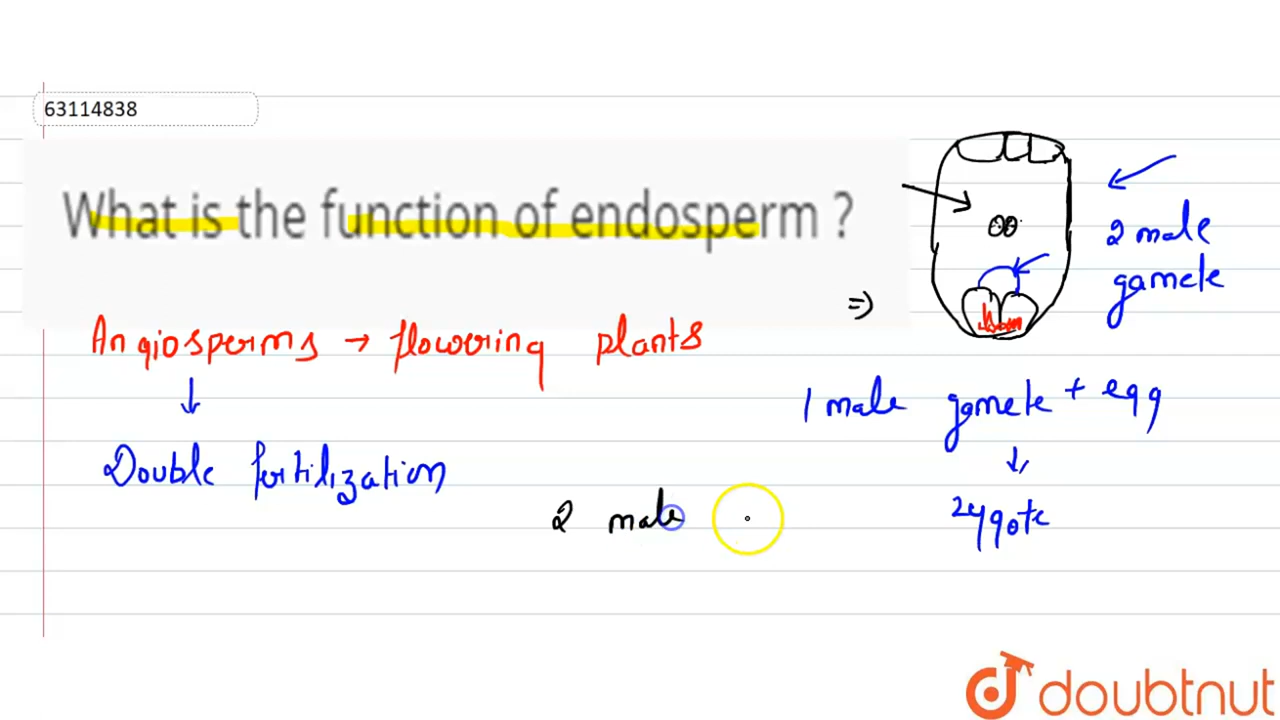 63114838
What is the function of endosperm ?
2 male
gamete
⇒
Angiosperms → flowering plants
↓
1 male gamete + egg
↓
Double fertilization
zygote
2 male
doubtnut